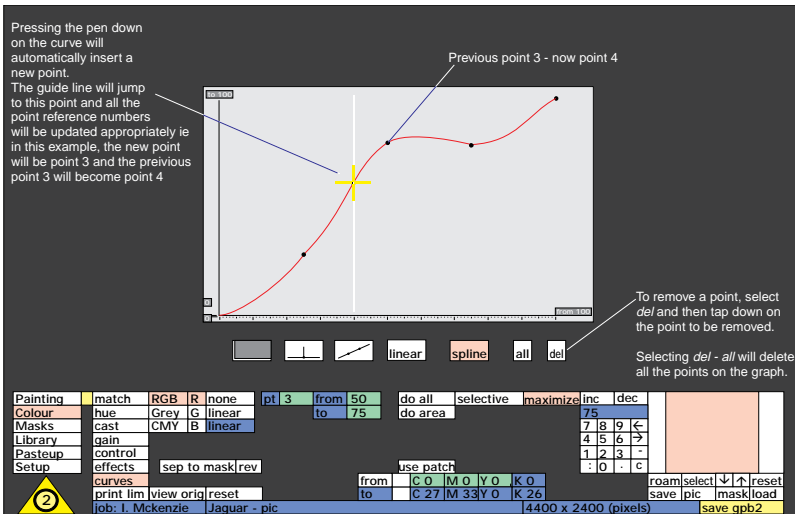 Pressing the pen down
on the curve will
automatically insert a
new point.
The guide line will jump
to this point and all the
point reference numbers
will be updated appropriately ie
in this example, the new point
will be point 3 and the preivious
point 3 will become point 4
Previous point 3 - now point 4
to 100
0
0
from 100
To remove a point, select
del and then tap down on
the point to be removed.
Selecting del - all will delete
all the points on the graph.
linear spline all del
Painting match RGB R none pt 3 from 50 do all selective maximize inc dec
Colour hue Grey G linear to 75 do area 75
Masks cast CMY B linear 7 8 9 ←
Library gain 4 5 6 →
Pasteup control 1 2 3 -
Setup effects sep to mask rev use patch : 0 . c
curves from C 0 M 0 Y 0 K 0 roam select ↓ ↑ reset
print lim view orig reset to C 27 M 33 Y 0 K 26 save pic mask load
2 job: I. Mckenzie Jaguar - pic 4400 x 2400 (pixels) save gpb2